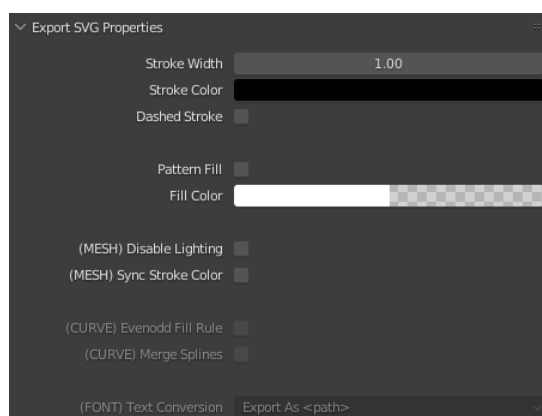 Export SVG Properties
Stroke Width 1.00
Stroke Color
Dashed Stroke
Pattern Fill
Fill Color
(MESH) Disable Lighting
(MESH) Sync Stroke Color
(CURVE) Evenodd Fill Rule
(CURVE) Merge Splines
(FONT) Text Conversion Export As <path>